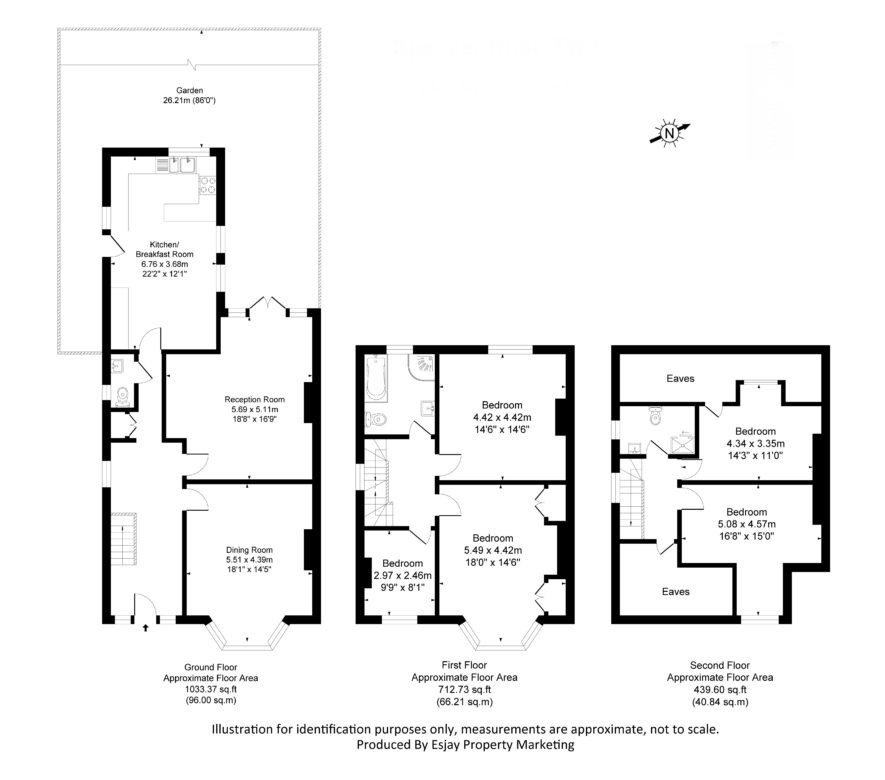 Garden
26.21m (86'0")
N
Kitchen/
Breakfast Room
6.76 x 3.68m
22'2" x 12'1"
Reception Room
5.69 x 5.11m
18'8" x 16'9"
Dining Room
5.51 x 4.39m
18'1" x 14'5"
Ground Floor
Approximate Floor Area
1033.37 sq.ft
(96.00 sq.m)
Bedroom
4.42 x 4.42m
14'6" x 14'6"
Bedroom
5.49 x 4.42m
18'0" x 14'6"
Bedroom
2.97 x 2.46m
9'9" x 8'1"
First Floor
Approximate Floor Area
712.73 sq.ft
(66.21 sq.m)
Eaves
Bedroom
4.34 x 3.35m
14'3" x 11'0"
Bedroom
5.08 x 4.57m
16'8" x 15'0"
Eaves
Second Floor
Approximate Floor Area
439.60 sq.ft
(40.84 sq.m)
Illustration for identification purposes only, measurements are approximate, not to scale.
Produced By Esjay Property Marketing